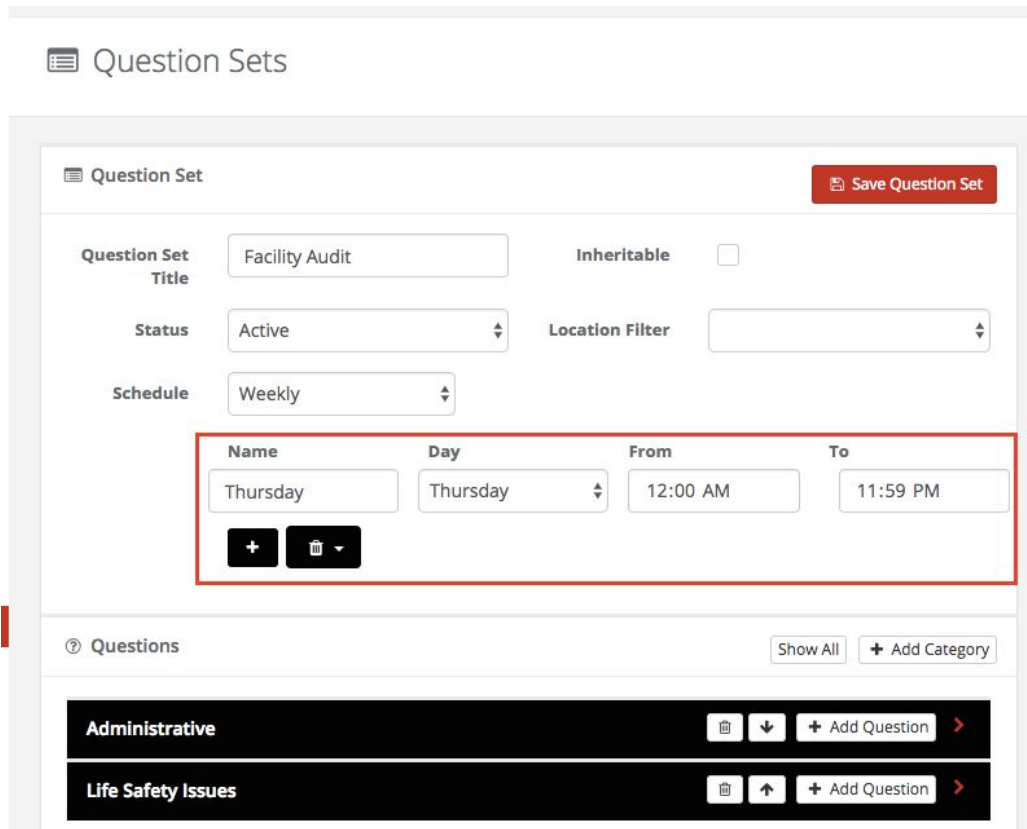 Question Sets
Question Set
Save Question Set
Question Set Title
Facility Audit
Inheritable
Status
Active
Location Filter
Schedule
Weekly
Name Day From To
Thursday Thursday 12:00 AM 11:59 PM
Questions
Show All
+ Add Category
Administrative
+ Add Question
Life Safety Issues
+ Add Question